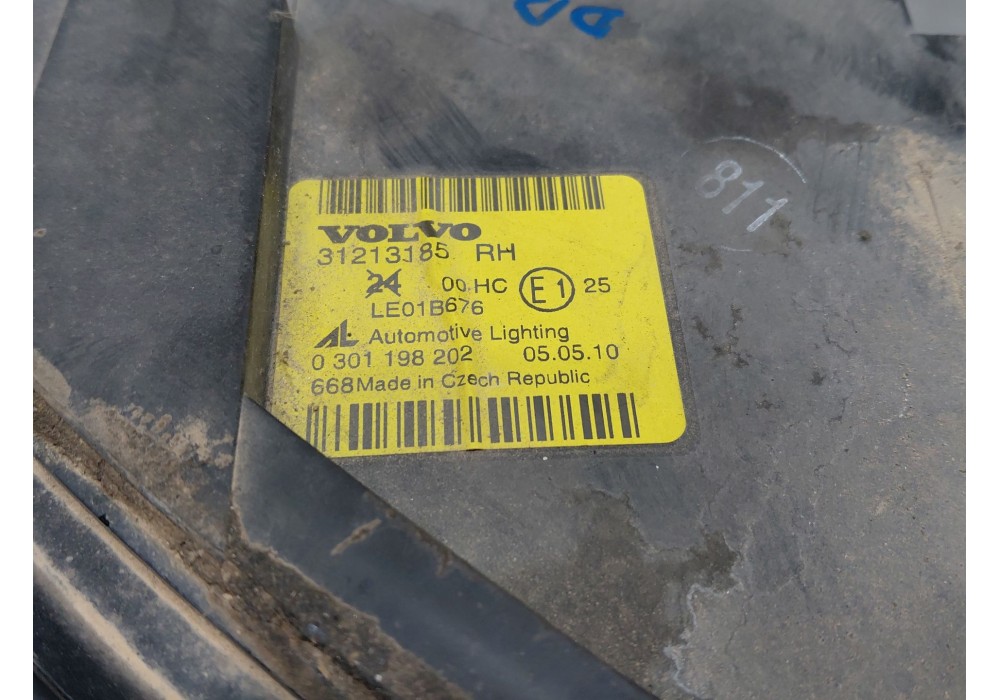 VOLVO
31213185 RH
24 00 HC E1 25
LE01B676
AL Automotive Lighting
0 301 198 202 05.05.10
668 Made in Czech Republic
811